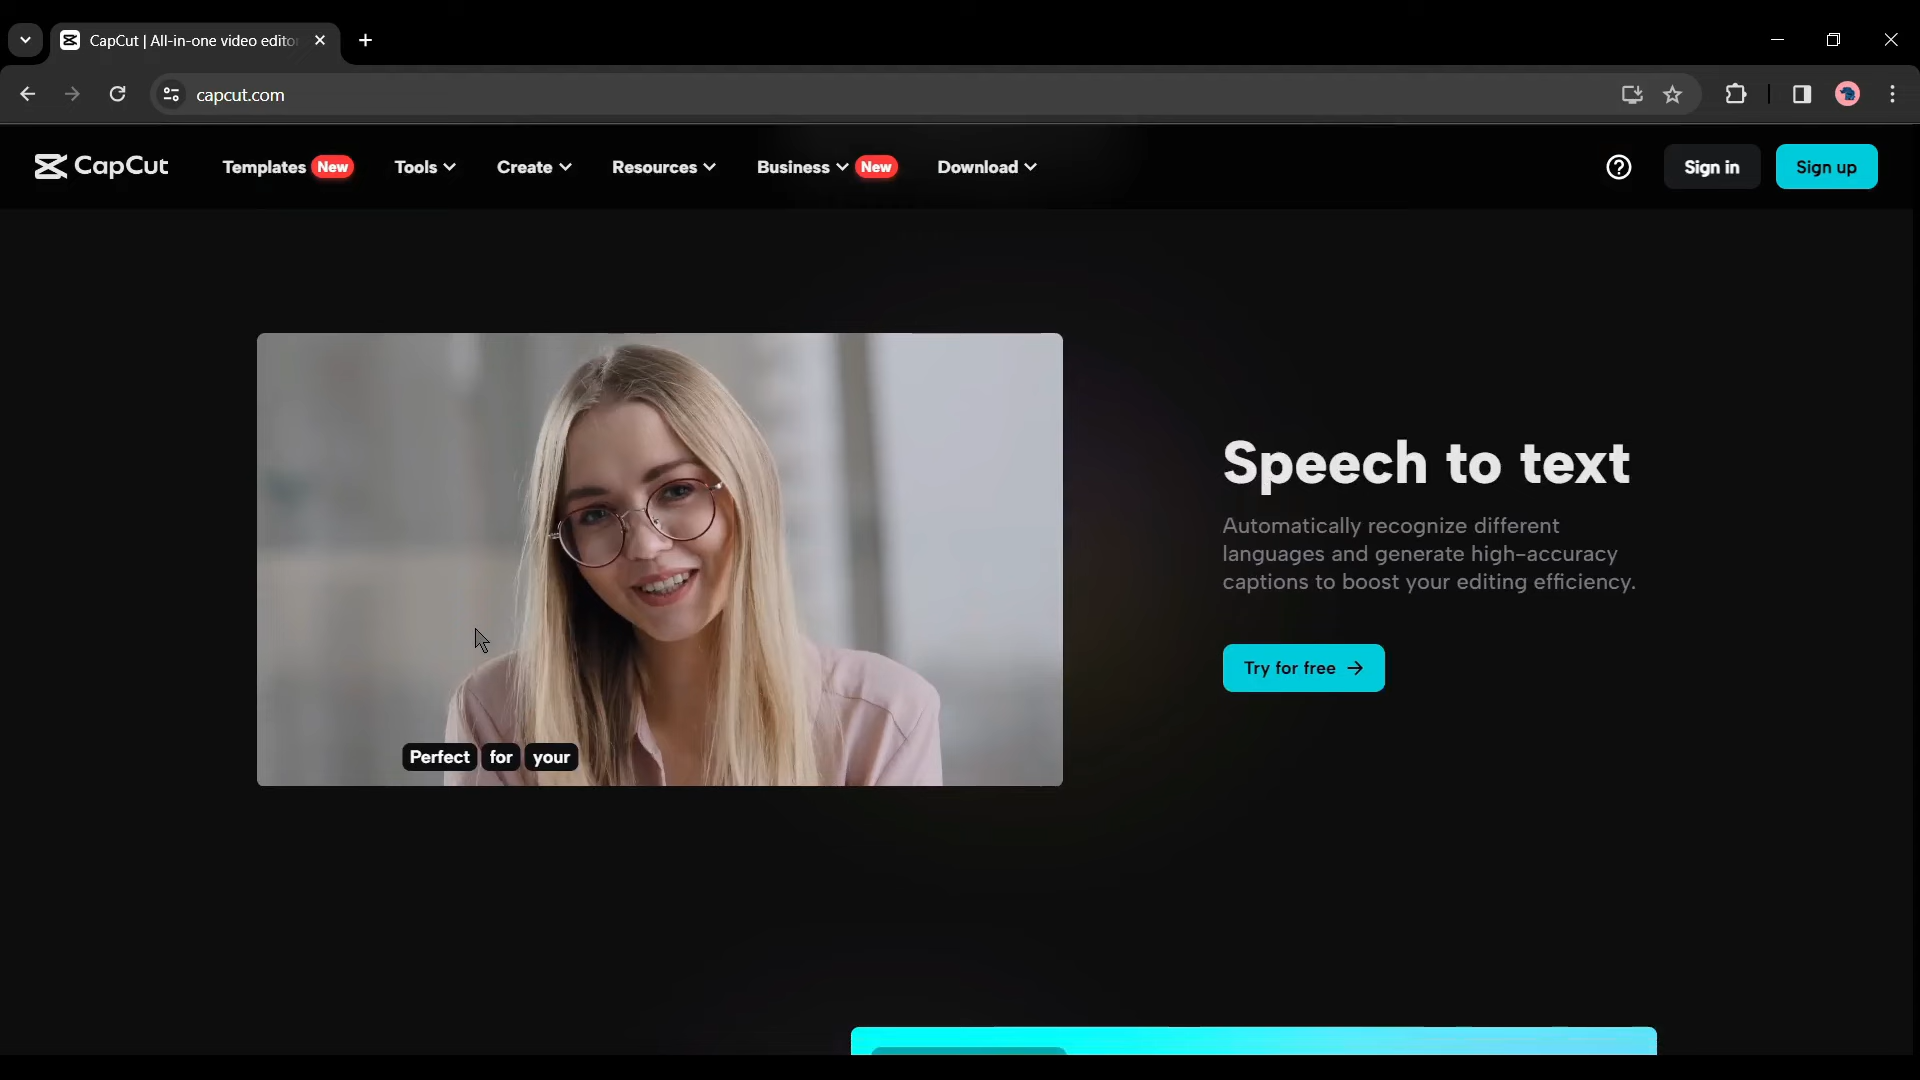 CapCut | All-in-one video edito
capcut.com
CapCut
Templates New
Tools
Create
Resources
Business New
Download
Sign in
Sign up
Perfect for your
Speech to text
Automatically recognize different
languages and generate high-accuracy
captions to boost your editing efficiency.
Try for free →